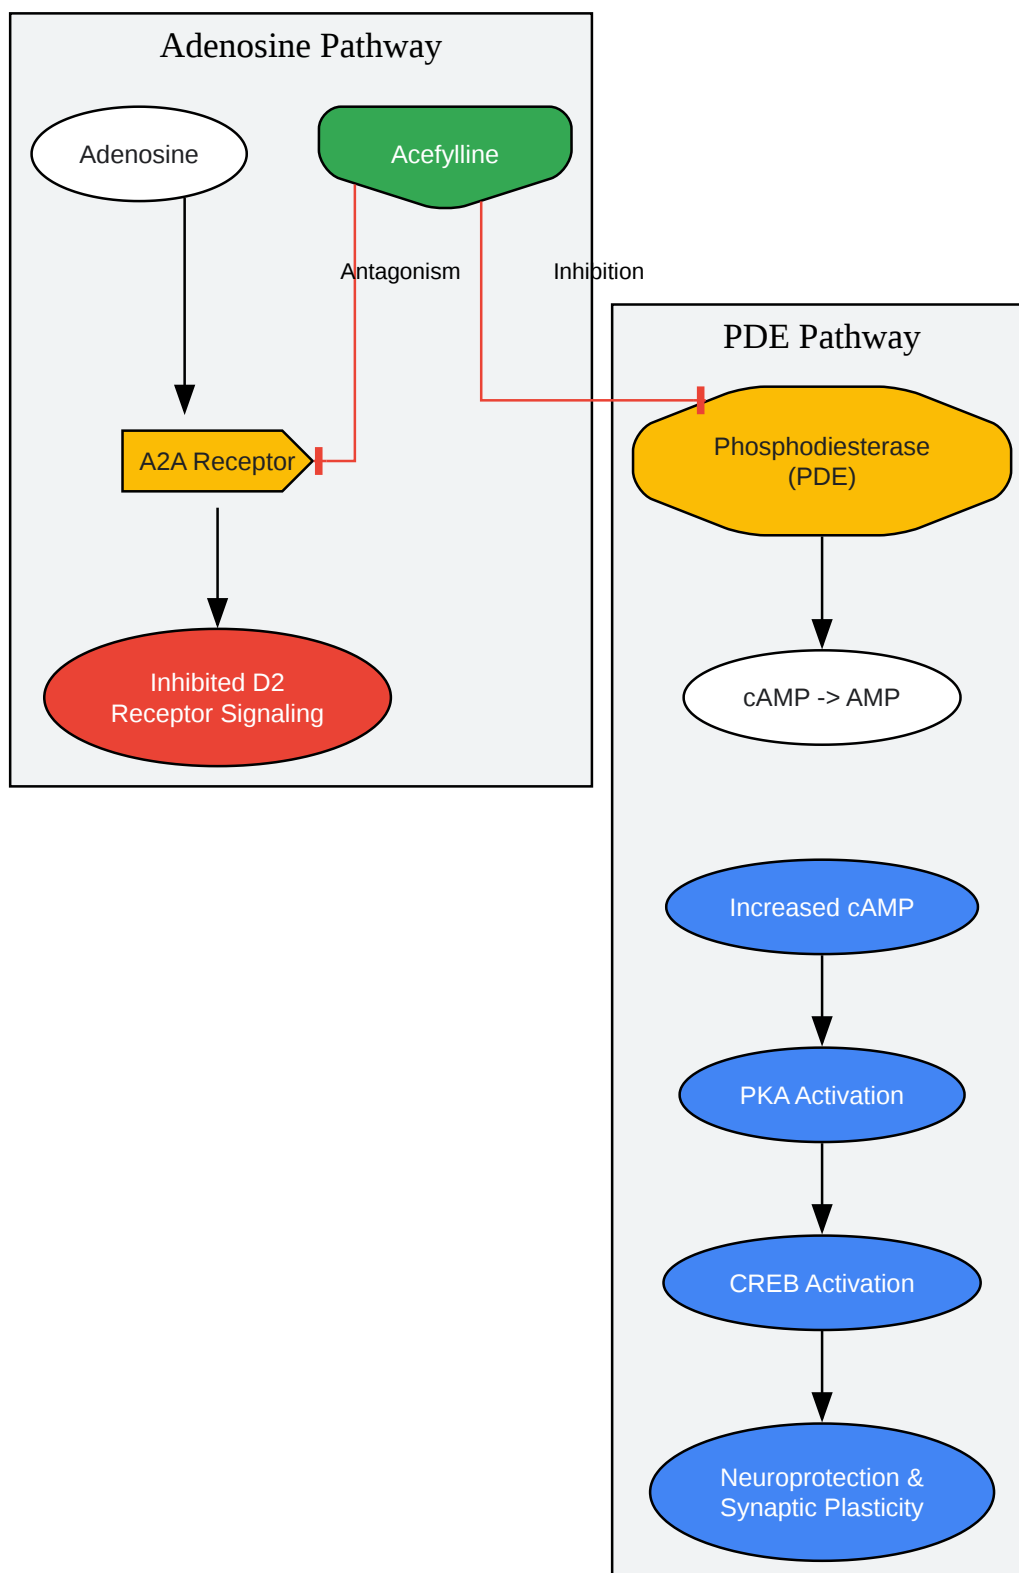 Adenosine Pathway
Adenosine
Acefylline
Antagonism
Inhibition
A2A Receptor
Inhibited D2
Receptor Signaling
PDE Pathway
Phosphodiesterase
(PDE)
cAMP -> AMP
Increased cAMP
PKA Activation
CREB Activation
Neuroprotection &
Synaptic Plasticity